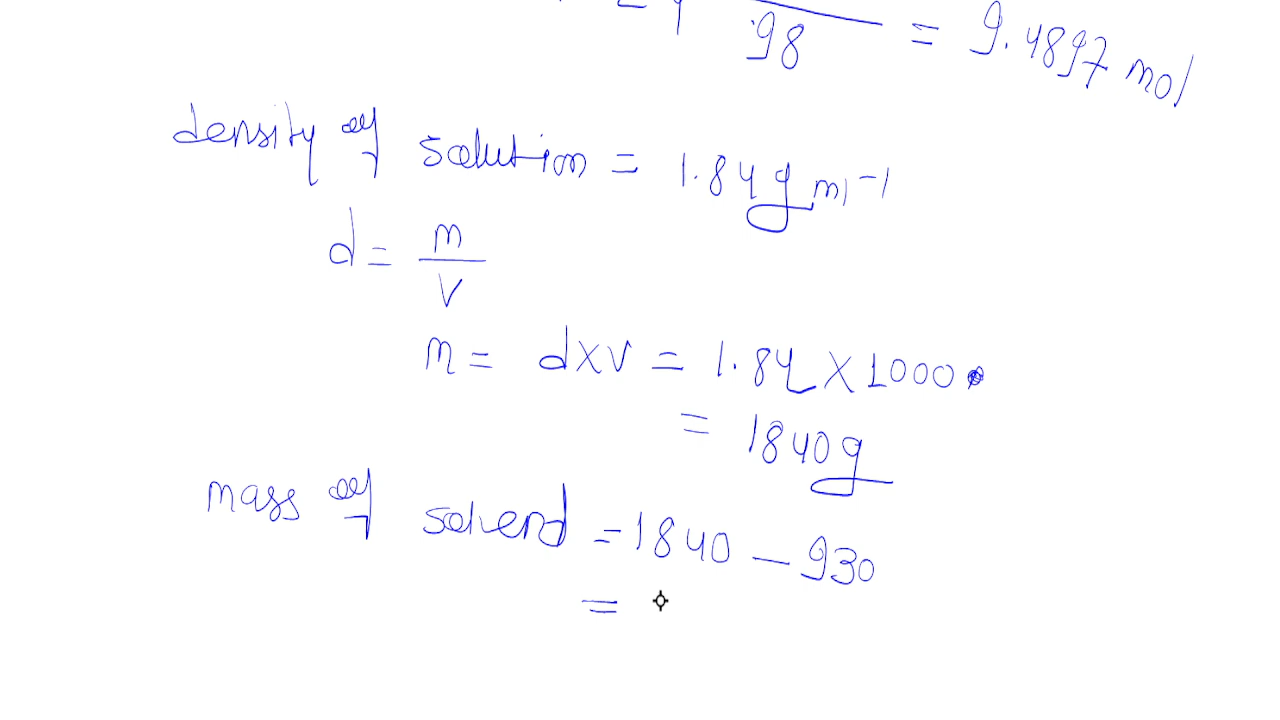 98 = 9.4897 mol
density of solution = 1.84 g ml⁻¹
d = m/V
m = d×V = 1.84 × 1000
= 1840 g
mass of solvend = 1840 – 930
=